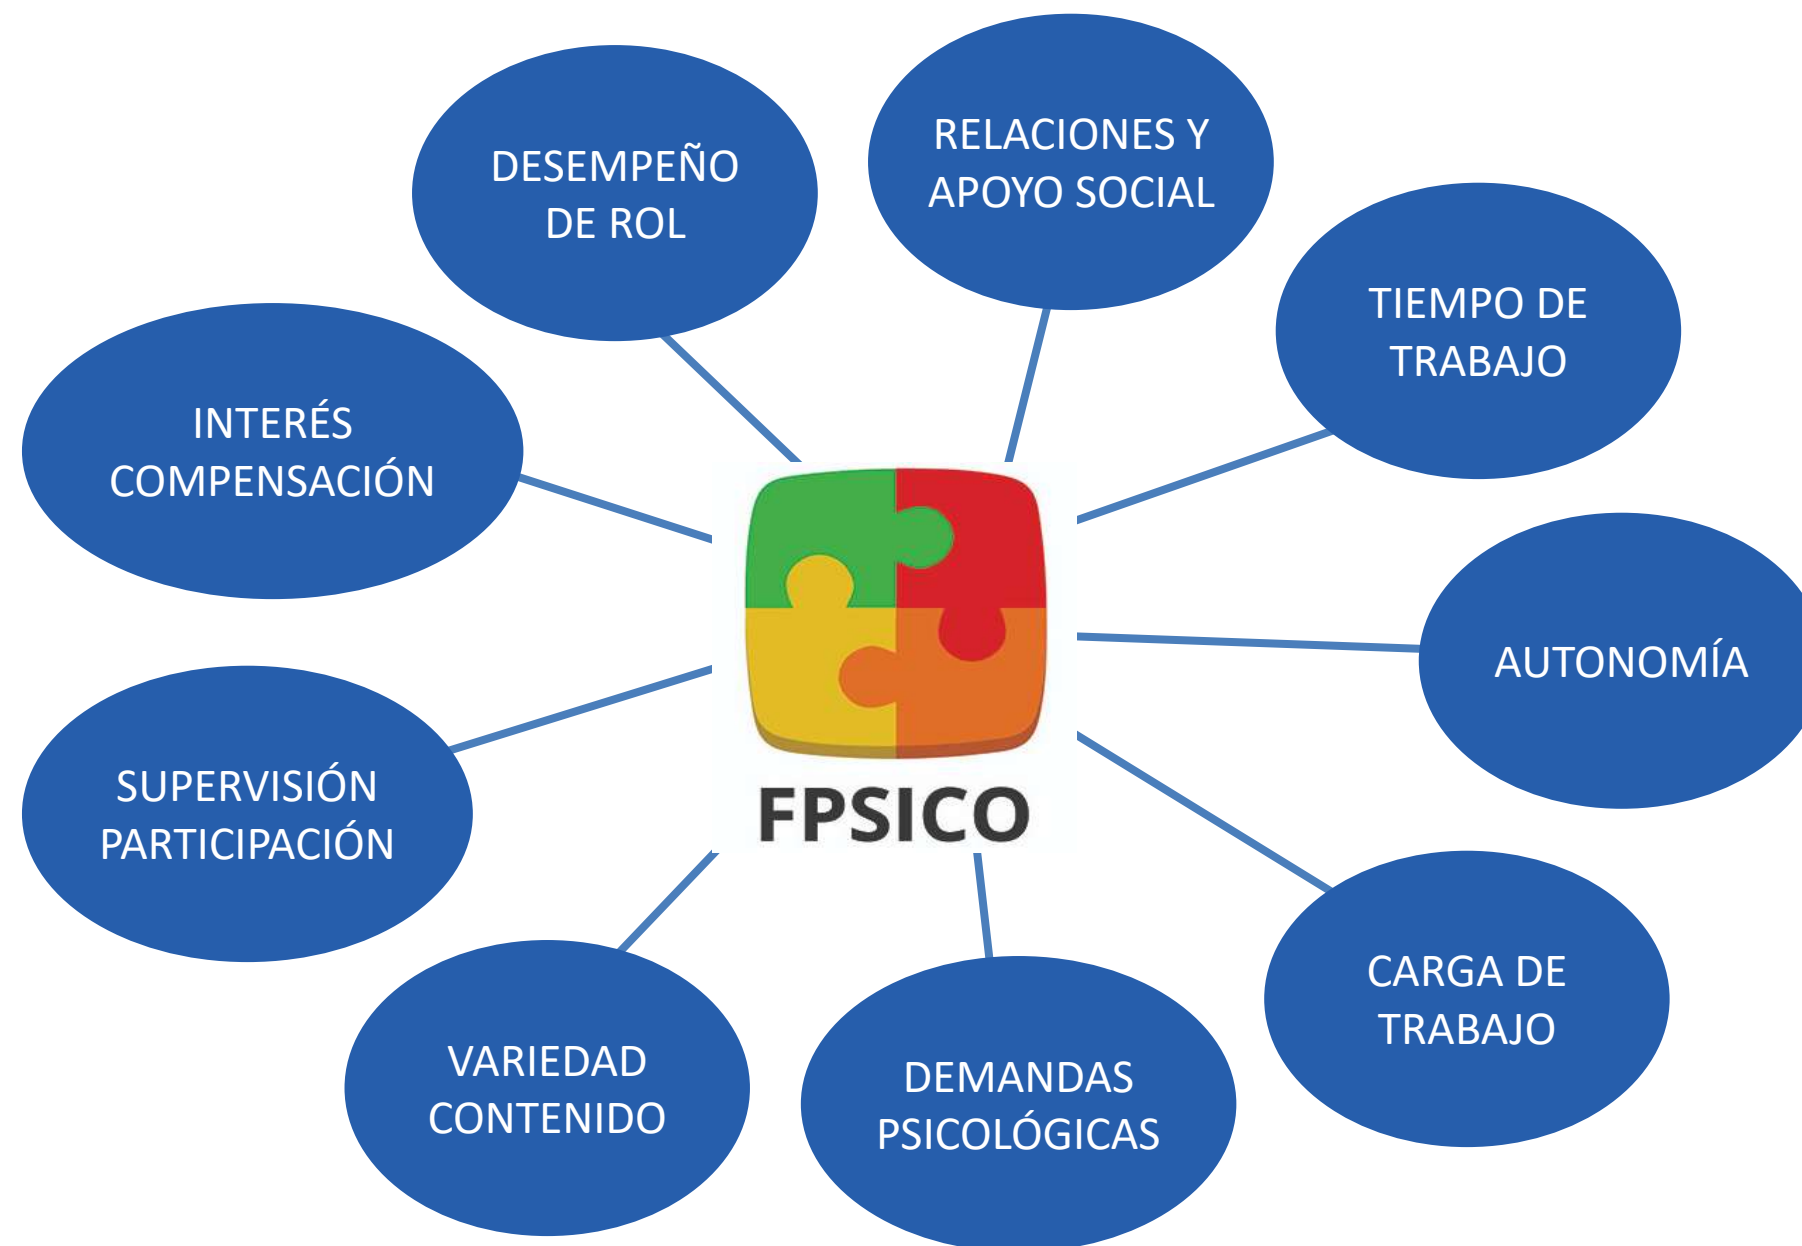 RELACIONES Y
APOYO SOCIAL
DESEMPEÑO
DE ROL
TIEMPO DE
TRABAJO
INTERÉS
COMPENSACIÓN
AUTONOMÍA
SUPERVISIÓN
PARTICIPACIÓN
FPSICO
CARGA DE
TRABAJO
VARIEDAD
CONTENIDO
DEMANDAS
PSICOLÓGICAS